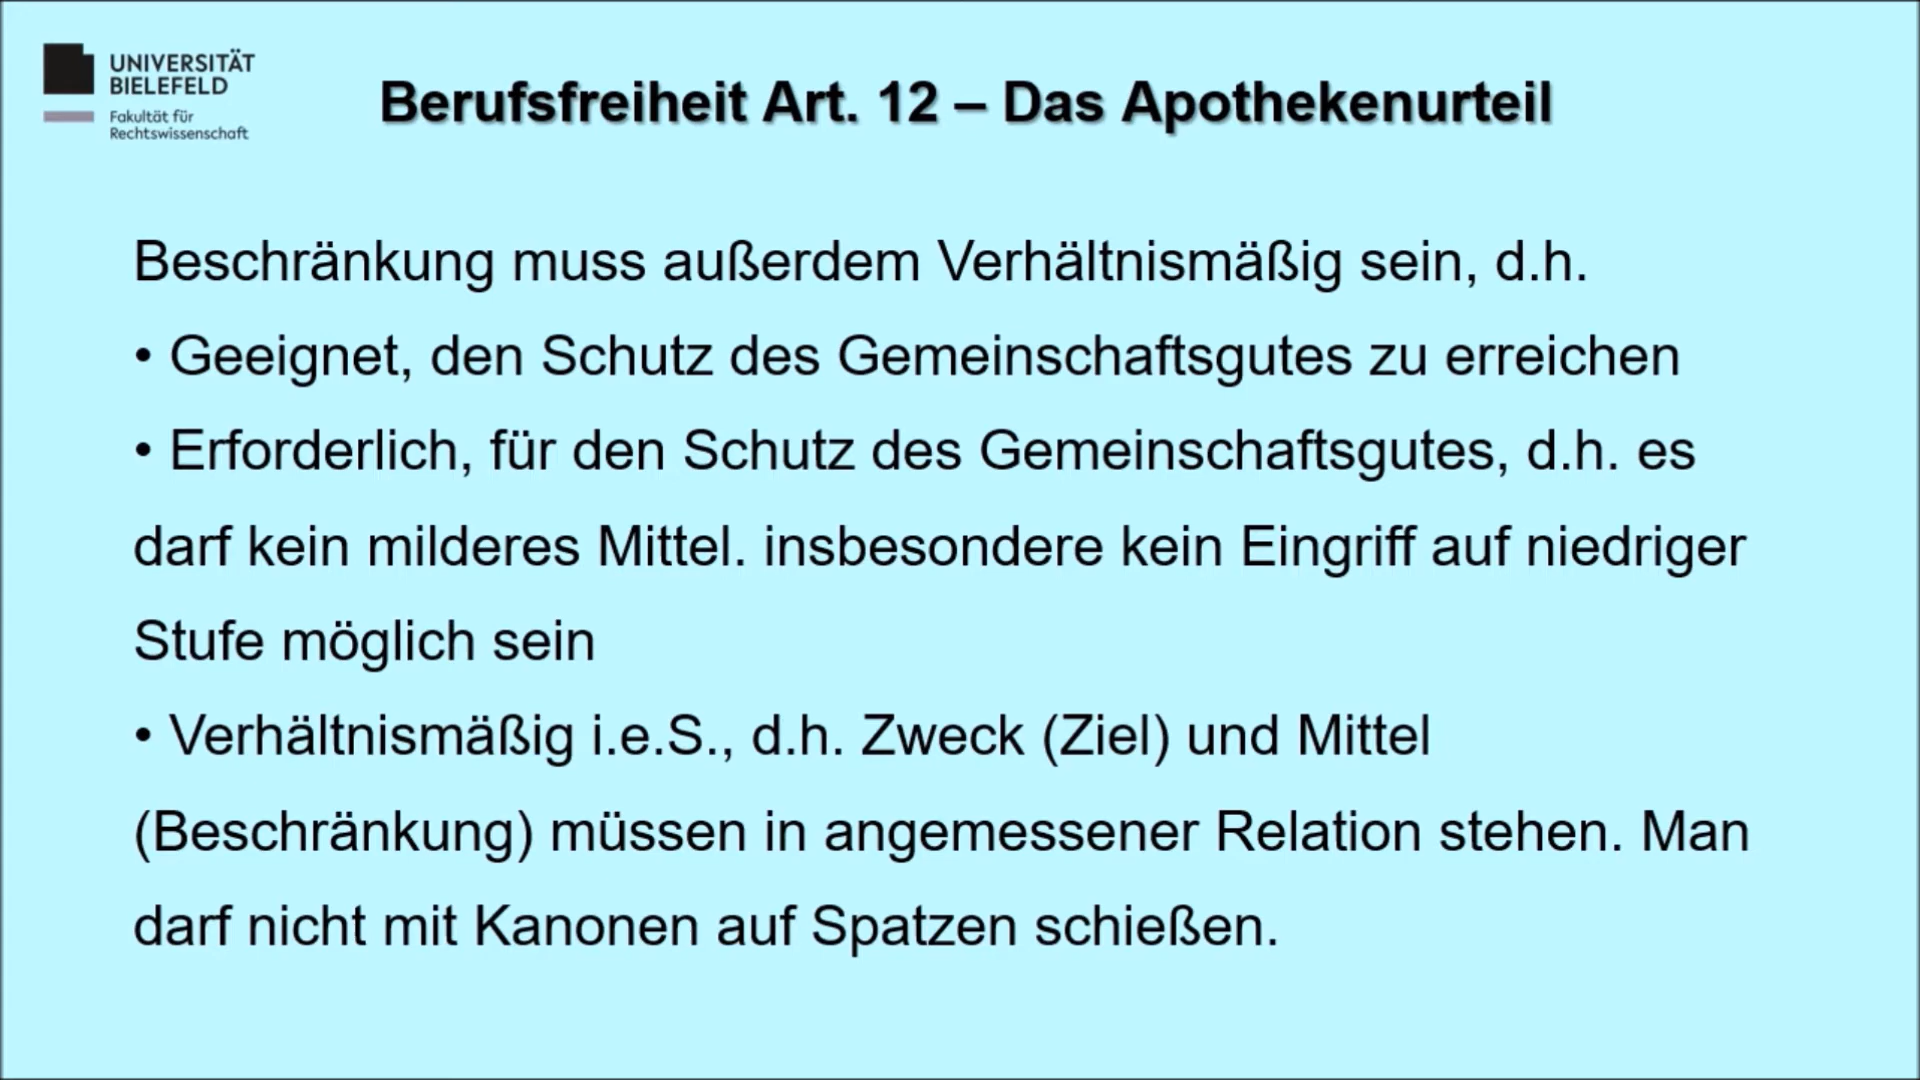 UNIVERSITÄT
BIELEFELD
Fakultät für
Rechtswissenschaft
Berufsfreiheit Art. 12 – Das Apothekenurteil
Beschränkung muss außerdem Verhältnismäßig sein, d.h.
• Geeignet, den Schutz des Gemeinschaftsgutes zu erreichen
• Erforderlich, für den Schutz des Gemeinschaftsgutes, d.h. es
darf kein milderes Mittel. insbesondere kein Eingriff auf niedriger
Stufe möglich sein
• Verhältnismäßig i.e.S., d.h. Zweck (Ziel) und Mittel
(Beschränkung) müssen in angemessener Relation stehen. Man
darf nicht mit Kanonen auf Spatzen schießen.